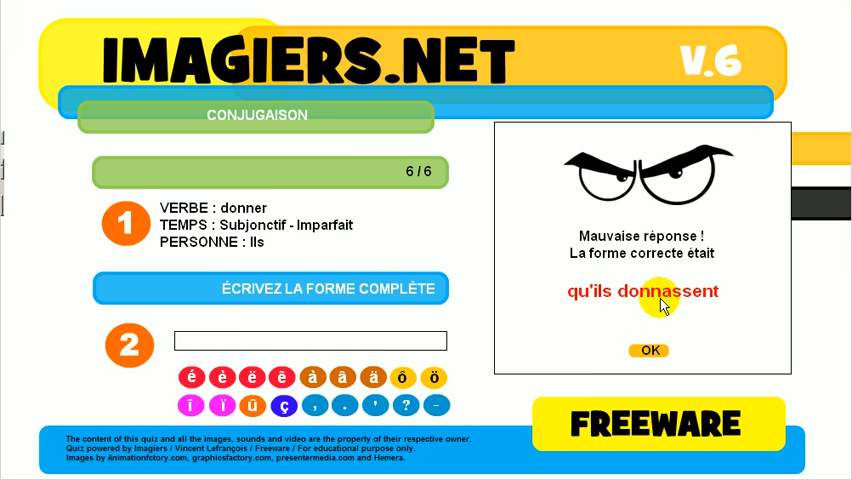 IMAGIERS.NET
V.6
CONJUGAISON
6 / 6
1
VERBE : donner
TEMPS : Subjonctif - Imparfait
PERSONNE : Ils
ÉCRIVEZ LA FORME COMPLÈTE
2
é è ë ê à â ä ô ö
î ï û ç , . ' ? -
Mauvaise réponse !
La forme correcte était
qu'ils donnassent
OK
FREEWARE
The content of this quiz and all the images, sounds and video are the property of their respective owner.
Quiz powered by Imagiers / Vincent Lefrançois / Freeware / For educational purpose only.
Images by Animationfctory.com, graphicsfactory.com, presentermedia.com and Hemera.